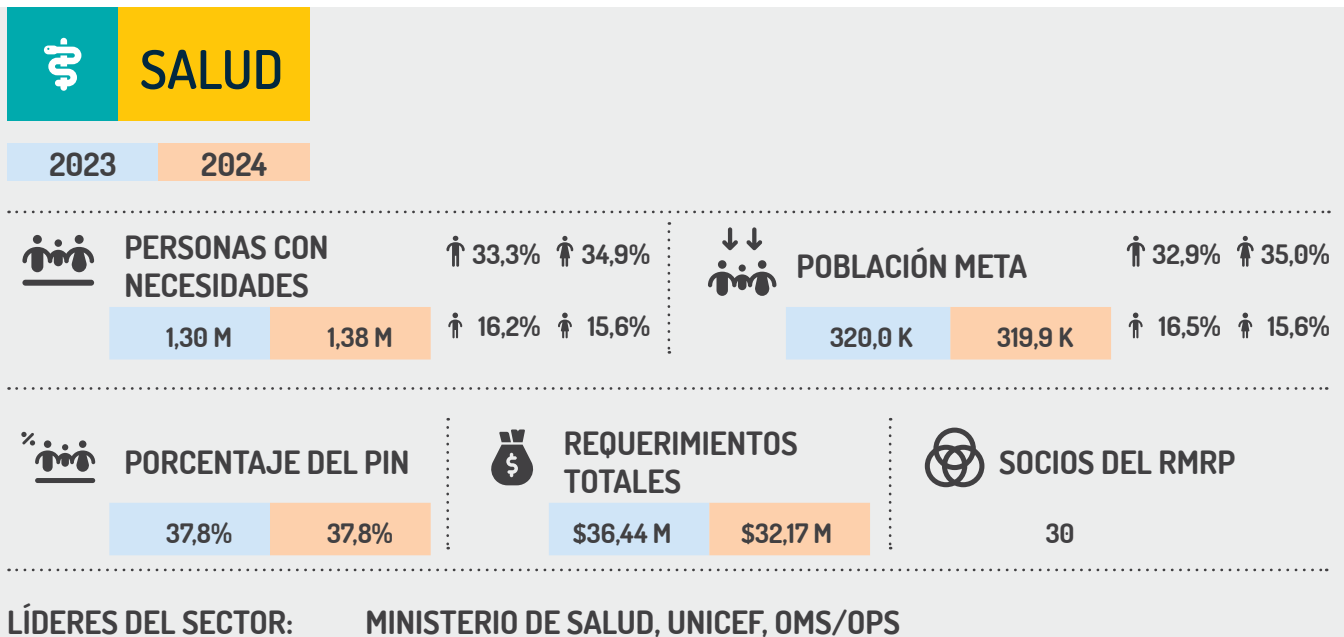 SALUD
2023 2024
PERSONAS CON
NECESIDADES
33,3% 34,9%
1,30 M 1,38 M
16,2% 15,6%
POBLACIÓN META
32,9% 35,0%
320,0 K 319,9 K
16,5% 15,6%
% PORCENTAJE DEL PIN
37,8% 37,8%
$ REQUERIMIENTOS
TOTALES
$36,44 M $32,17 M
SOCIOS DEL RMRP
30
LÍDERES DEL SECTOR: MINISTERIO DE SALUD, UNICEF, OMS/OPS